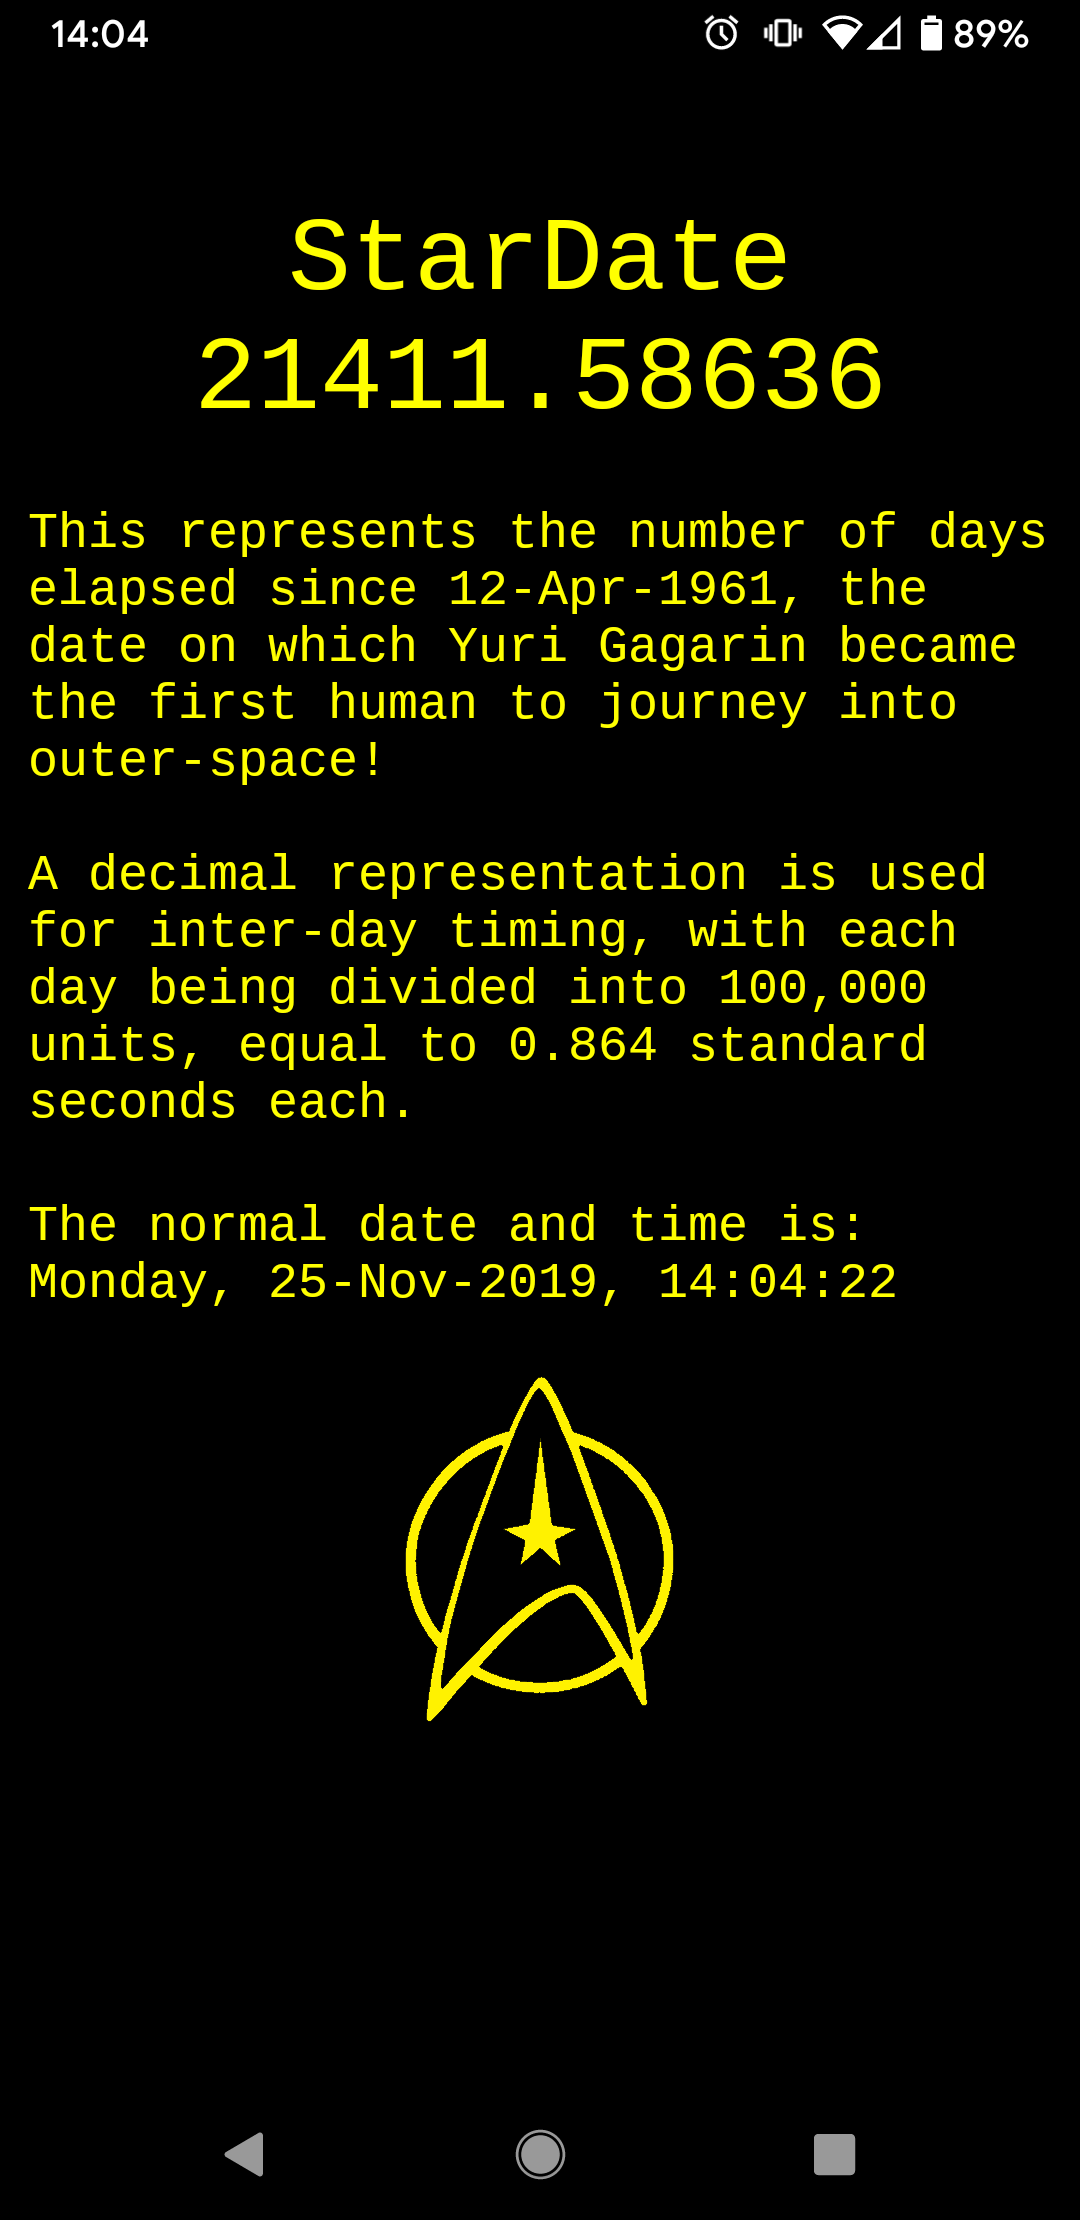 14:04 89%
StarDate
21411.58636
This represents the number of days
elapsed since 12-Apr-1961, the
date on which Yuri Gagarin became
the first human to journey into
outer-space!
A decimal representation is used
for inter-day timing, with each
day being divided into 100,000
units, equal to 0.864 standard
seconds each.
The normal date and time is:
Monday, 25-Nov-2019, 14:04:22